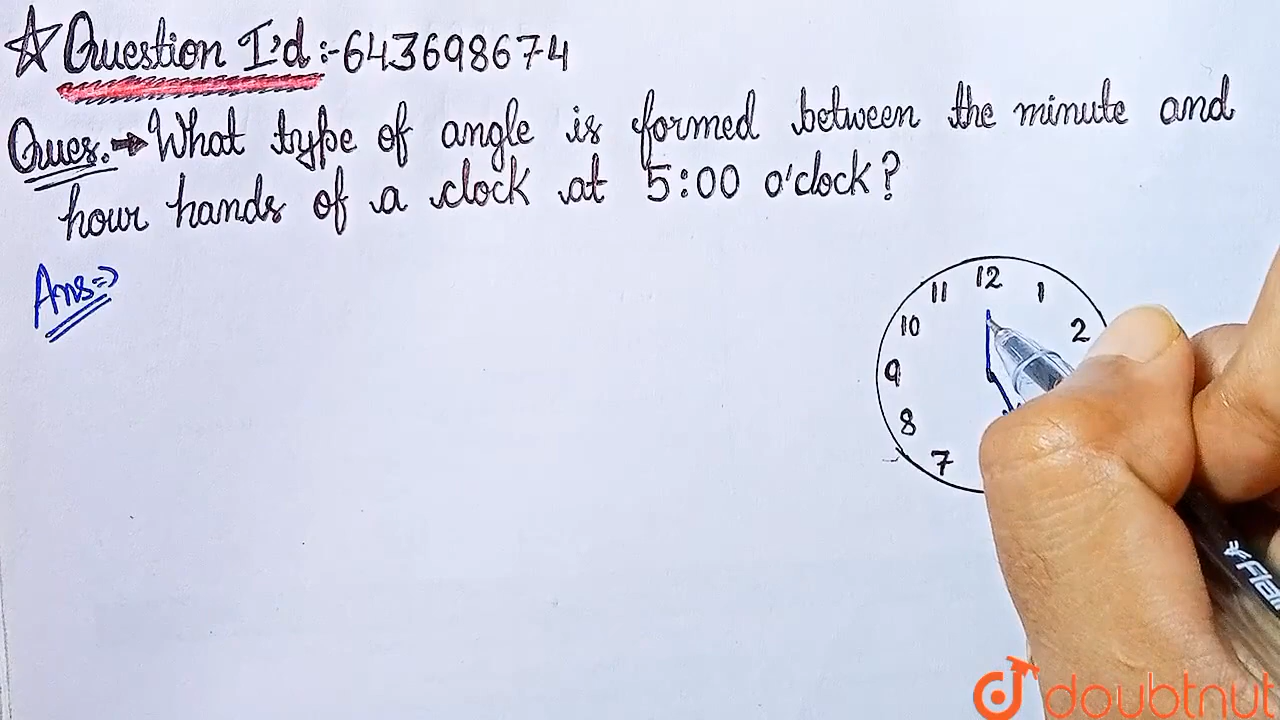 ☆ Question I'd :- 643698674
Ques. → What type of angle is formed between the minute and
hour hands of a clock at 5:00 o'clock?
Ans ⇒
12
11
1
10
2
9
8
7
Flai
doubtnut